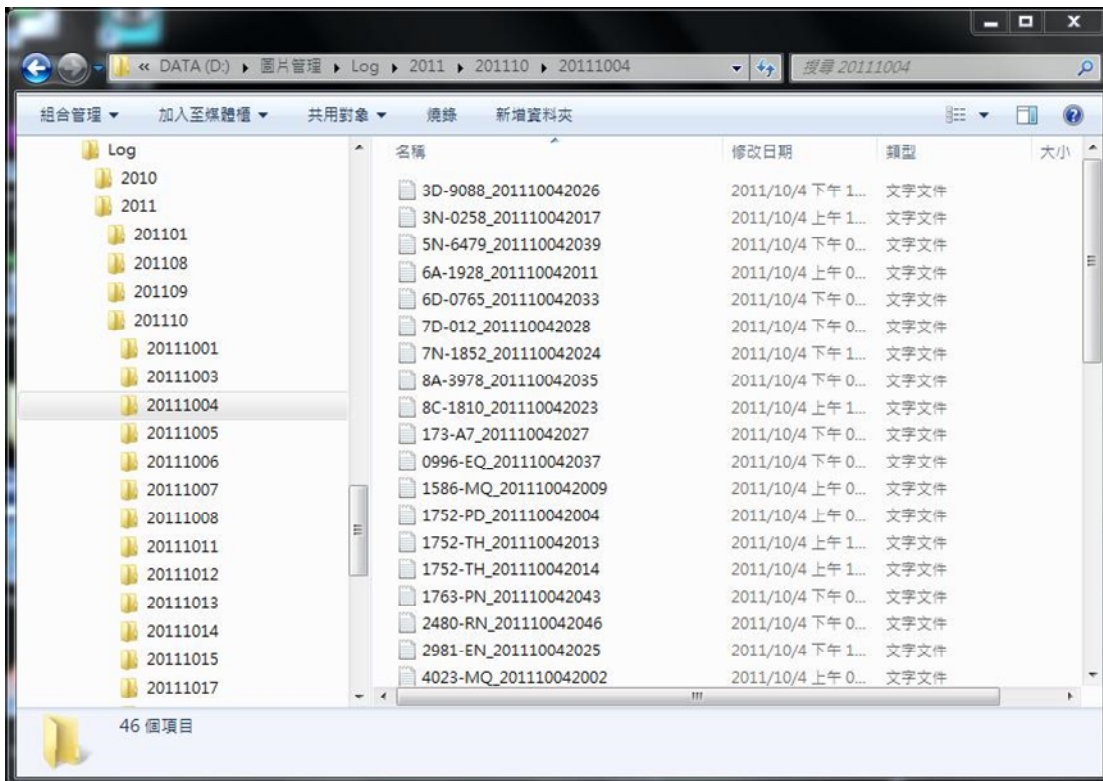 « DATA (D:) ▸ 圖片管理 ▸ Log ▸ 2011 ▸ 201110 ▸ 20111004
搜尋 20111004
組合管理 加入至媒體櫃 共用對象 燒錄 新增資料夾
Log
2010
2011
201101
201108
201109
201110
20111001
20111003
20111004
20111005
20111006
20111007
20111008
20111011
20111012
20111013
20111014
20111015
20111017
名稱 修改日期 類型 大小
3D-9088_201110042026 2011/10/4 下午 1... 文字文件
3N-0258_201110042017 2011/10/4 上午 1... 文字文件
5N-6479_201110042039 2011/10/4 下午 0... 文字文件
6A-1928_201110042011 2011/10/4 上午 0... 文字文件
6D-0765_201110042033 2011/10/4 下午 0... 文字文件
7D-012_201110042028 2011/10/4 下午 0... 文字文件
7N-1852_201110042024 2011/10/4 下午 1... 文字文件
8A-3978_201110042035 2011/10/4 下午 0... 文字文件
8C-1810_201110042023 2011/10/4 上午 1... 文字文件
173-A7_201110042027 2011/10/4 下午 0... 文字文件
0996-EQ_201110042037 2011/10/4 下午 0... 文字文件
1586-MQ_201110042009 2011/10/4 上午 0... 文字文件
1752-PD_201110042004 2011/10/4 上午 0... 文字文件
1752-TH_201110042013 2011/10/4 上午 1... 文字文件
1752-TH_201110042014 2011/10/4 上午 1... 文字文件
1763-PN_201110042043 2011/10/4 下午 0... 文字文件
2480-RN_201110042046 2011/10/4 下午 0... 文字文件
2981-EN_201110042025 2011/10/4 下午 1... 文字文件
4023-MQ_201110042002 2011/10/4 上午 0... 文字文件
46 個項目